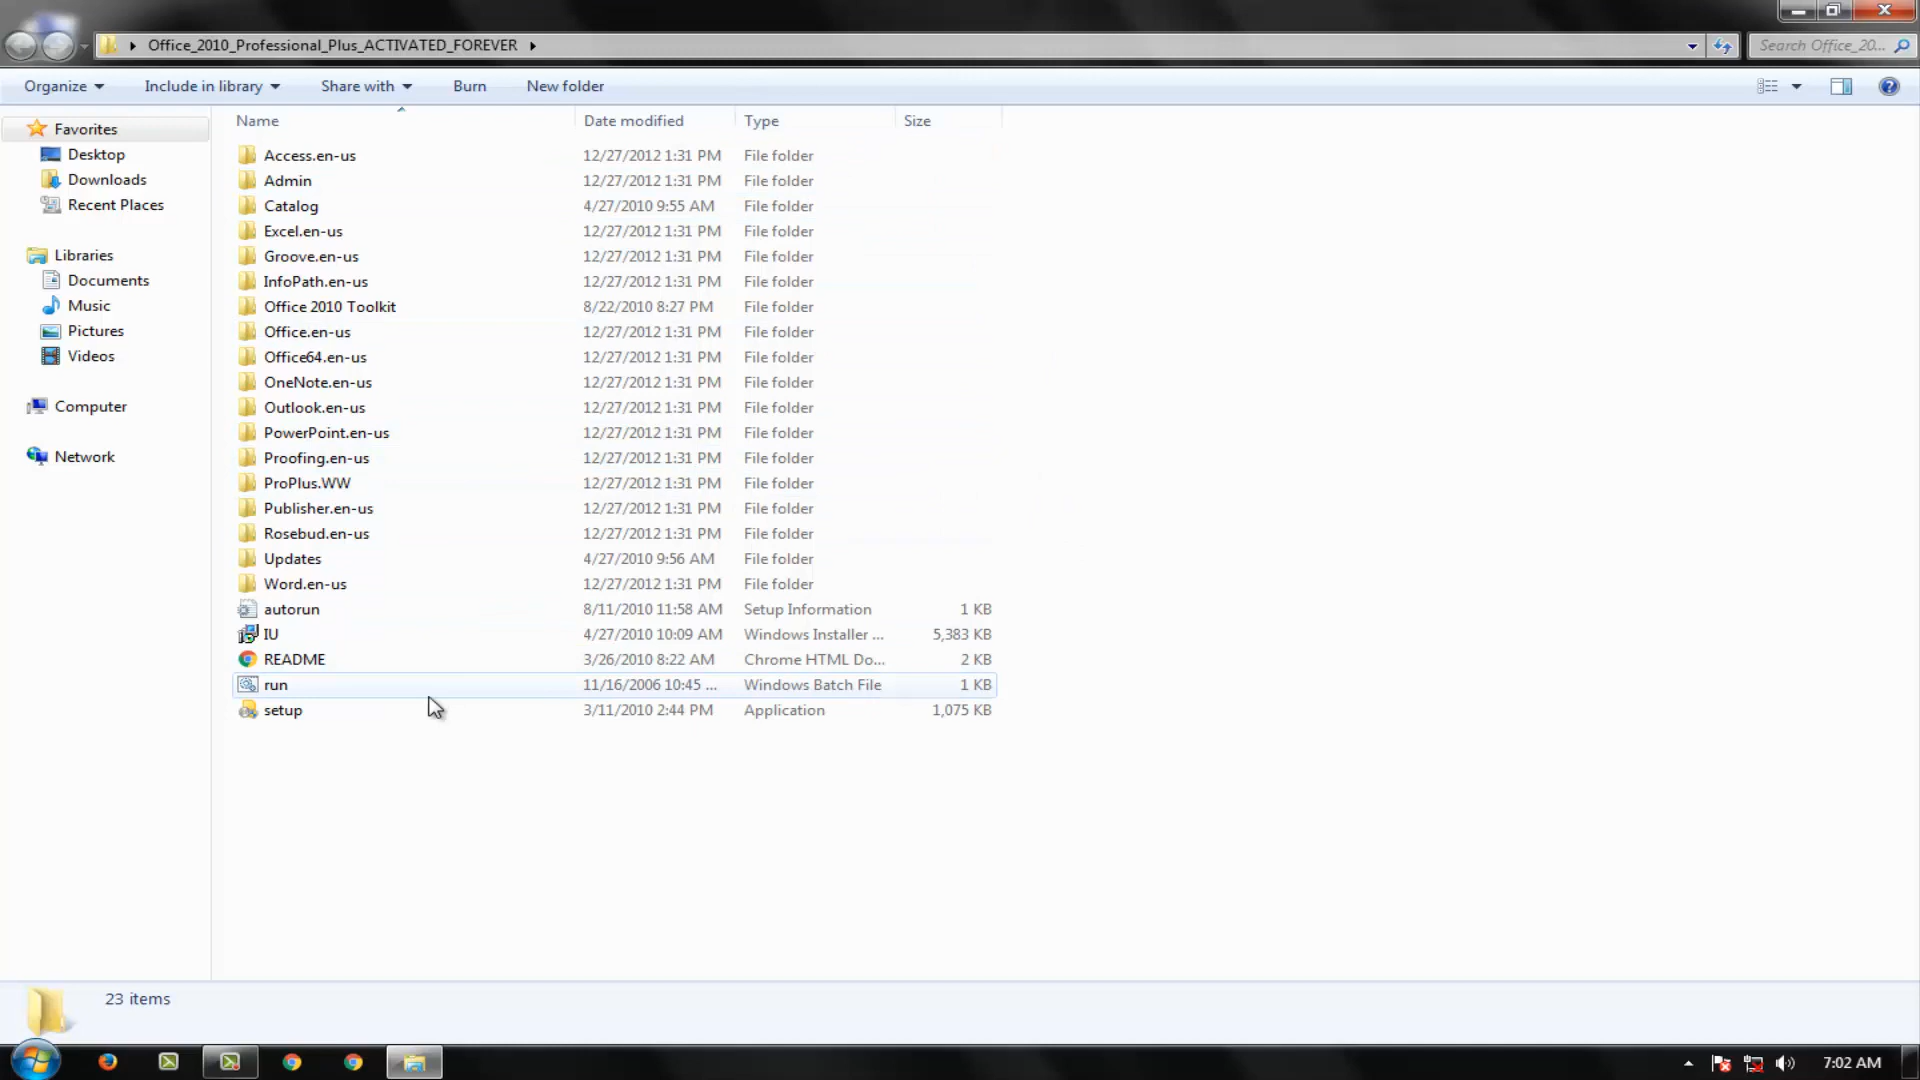 Office_2010_Professional_Plus_ACTIVATED_FOREVER
Search Office_20...
Organize Include in library Share with Burn New folder
Name Date modified Type Size
Favorites
Desktop
Downloads
Recent Places
Libraries
Documents
Music
Pictures
Videos
Computer
Network
Access.en-us 12/27/2012 1:31 PM File folder
Admin 12/27/2012 1:31 PM File folder
Catalog 4/27/2010 9:55 AM File folder
Excel.en-us 12/27/2012 1:31 PM File folder
Groove.en-us 12/27/2012 1:31 PM File folder
InfoPath.en-us 12/27/2012 1:31 PM File folder
Office 2010 Toolkit 8/22/2010 8:27 PM File folder
Office.en-us 12/27/2012 1:31 PM File folder
Office64.en-us 12/27/2012 1:31 PM File folder
OneNote.en-us 12/27/2012 1:31 PM File folder
Outlook.en-us 12/27/2012 1:31 PM File folder
PowerPoint.en-us 12/27/2012 1:31 PM File folder
Proofing.en-us 12/27/2012 1:31 PM File folder
ProPlus.WW 12/27/2012 1:31 PM File folder
Publisher.en-us 12/27/2012 1:31 PM File folder
Rosebud.en-us 12/27/2012 1:31 PM File folder
Updates 4/27/2010 9:56 AM File folder
Word.en-us 12/27/2012 1:31 PM File folder
autorun 8/11/2010 11:58 AM Setup Information 1 KB
IU 4/27/2010 10:09 AM Windows Installer ... 5,383 KB
README 3/26/2010 8:22 AM Chrome HTML Do... 2 KB
run 11/16/2006 10:45 ... Windows Batch File 1 KB
setup 3/11/2010 2:44 PM Application 1,075 KB
23 items
7:02 AM